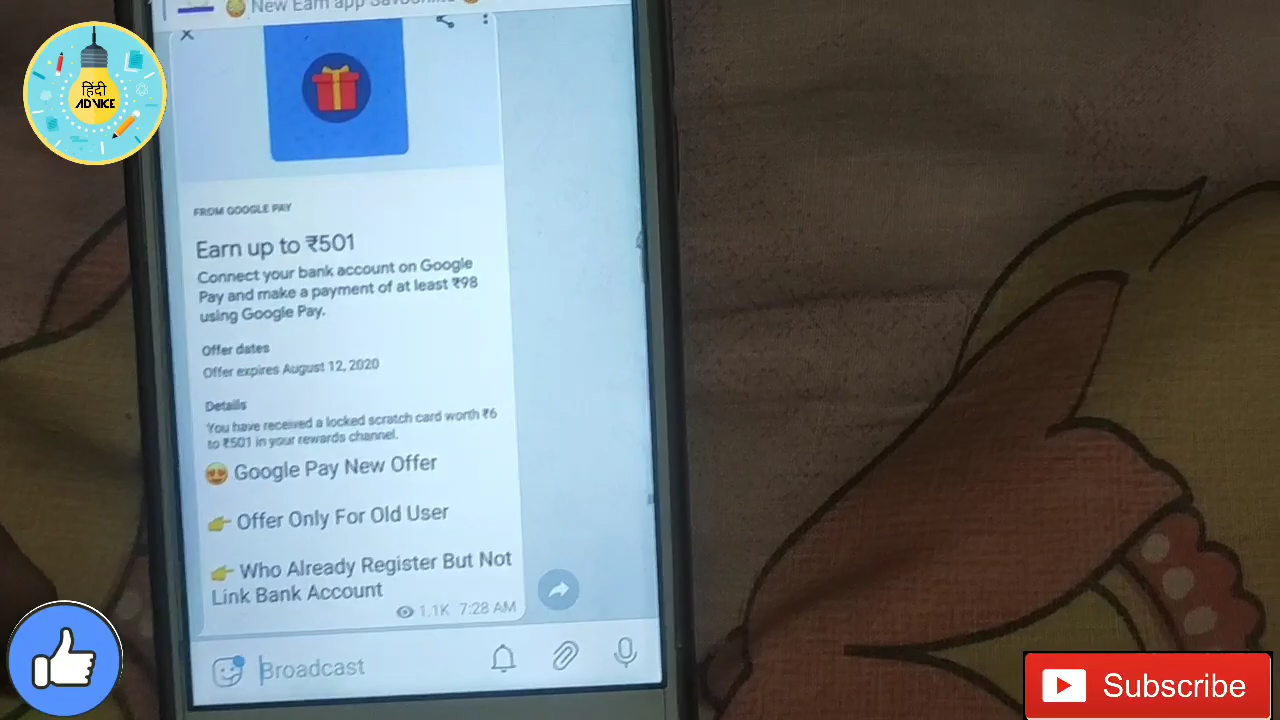 New Earn app
हिंदी
ADVICE
FROM GOOGLE PAY
Earn up to ₹501
Connect your bank account on Google
Pay and make a payment of at least ₹98
using Google Pay.
Offer dates
Offer expires August 12, 2020
Details
You have received a locked scratch card worth ₹6
to ₹501 in your rewards channel.
Google Pay New Offer
Offer Only For Old User
Who Already Register But Not
Link Bank Account
1.1K 7:28 AM
Broadcast
Subscribe